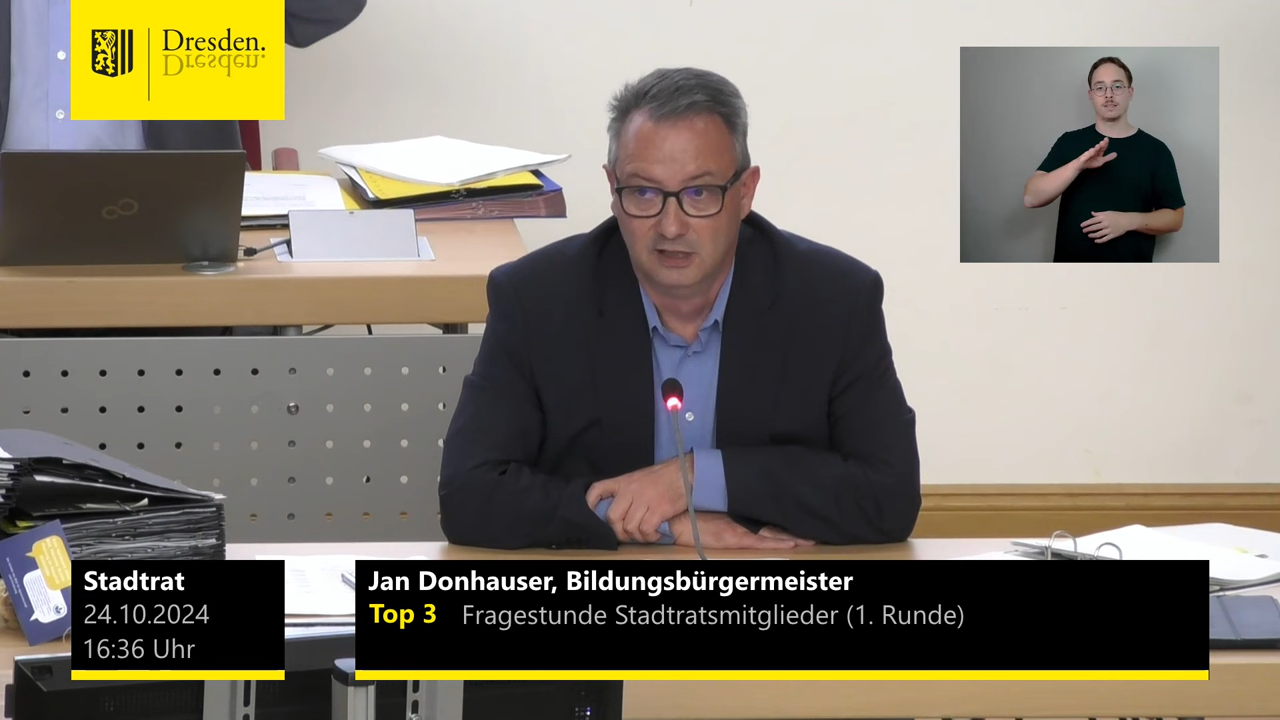 Dresden.
Dresden.
Stadtrat
24.10.2024
16:36 Uhr
Jan Donhauser, Bildungsbürgermeister
Top 3 Fragestunde Stadtratsmitglieder (1. Runde)